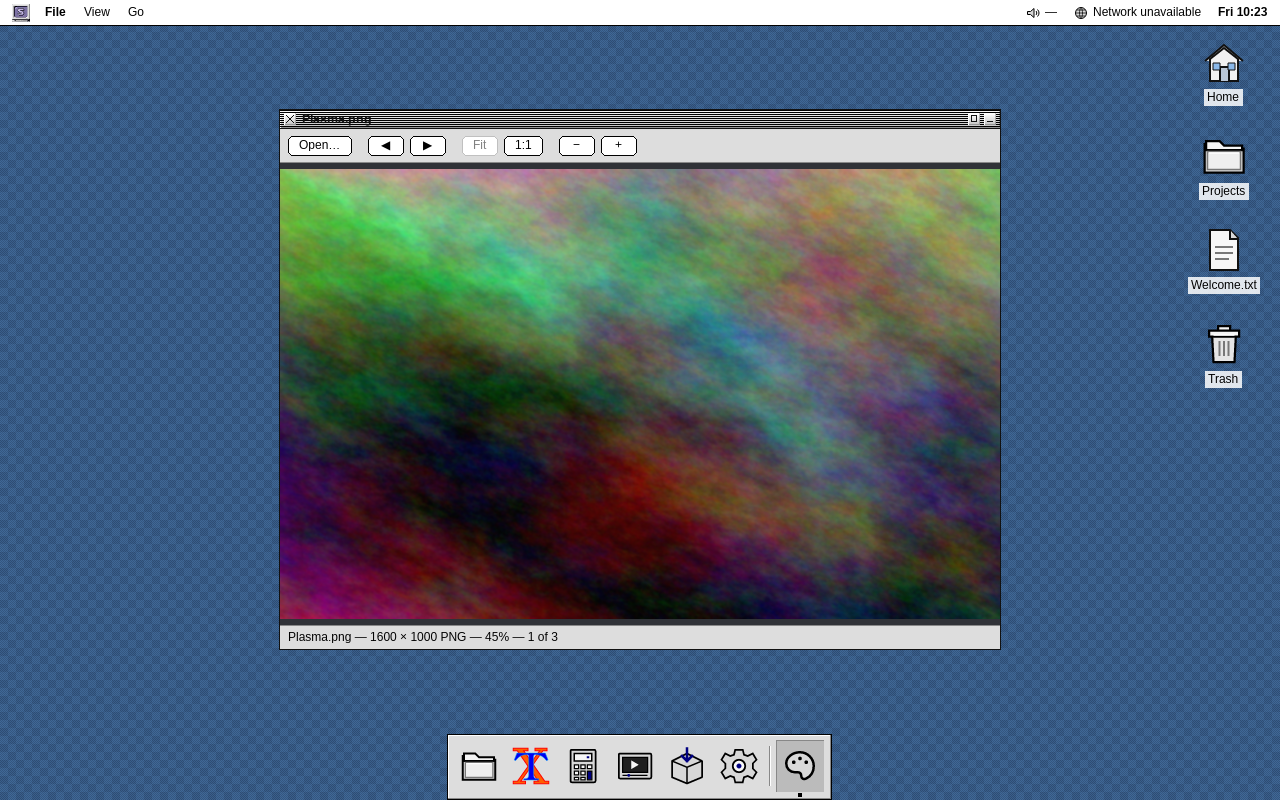 File View Go
— Network unavailable Fri 10:23
Home
Projects
Welcome.txt
Trash
Plasma.png
Open… ◀ ▶ Fit 1:1 − +
Plasma.png — 1600 × 1000 PNG — 45% — 1 of 3